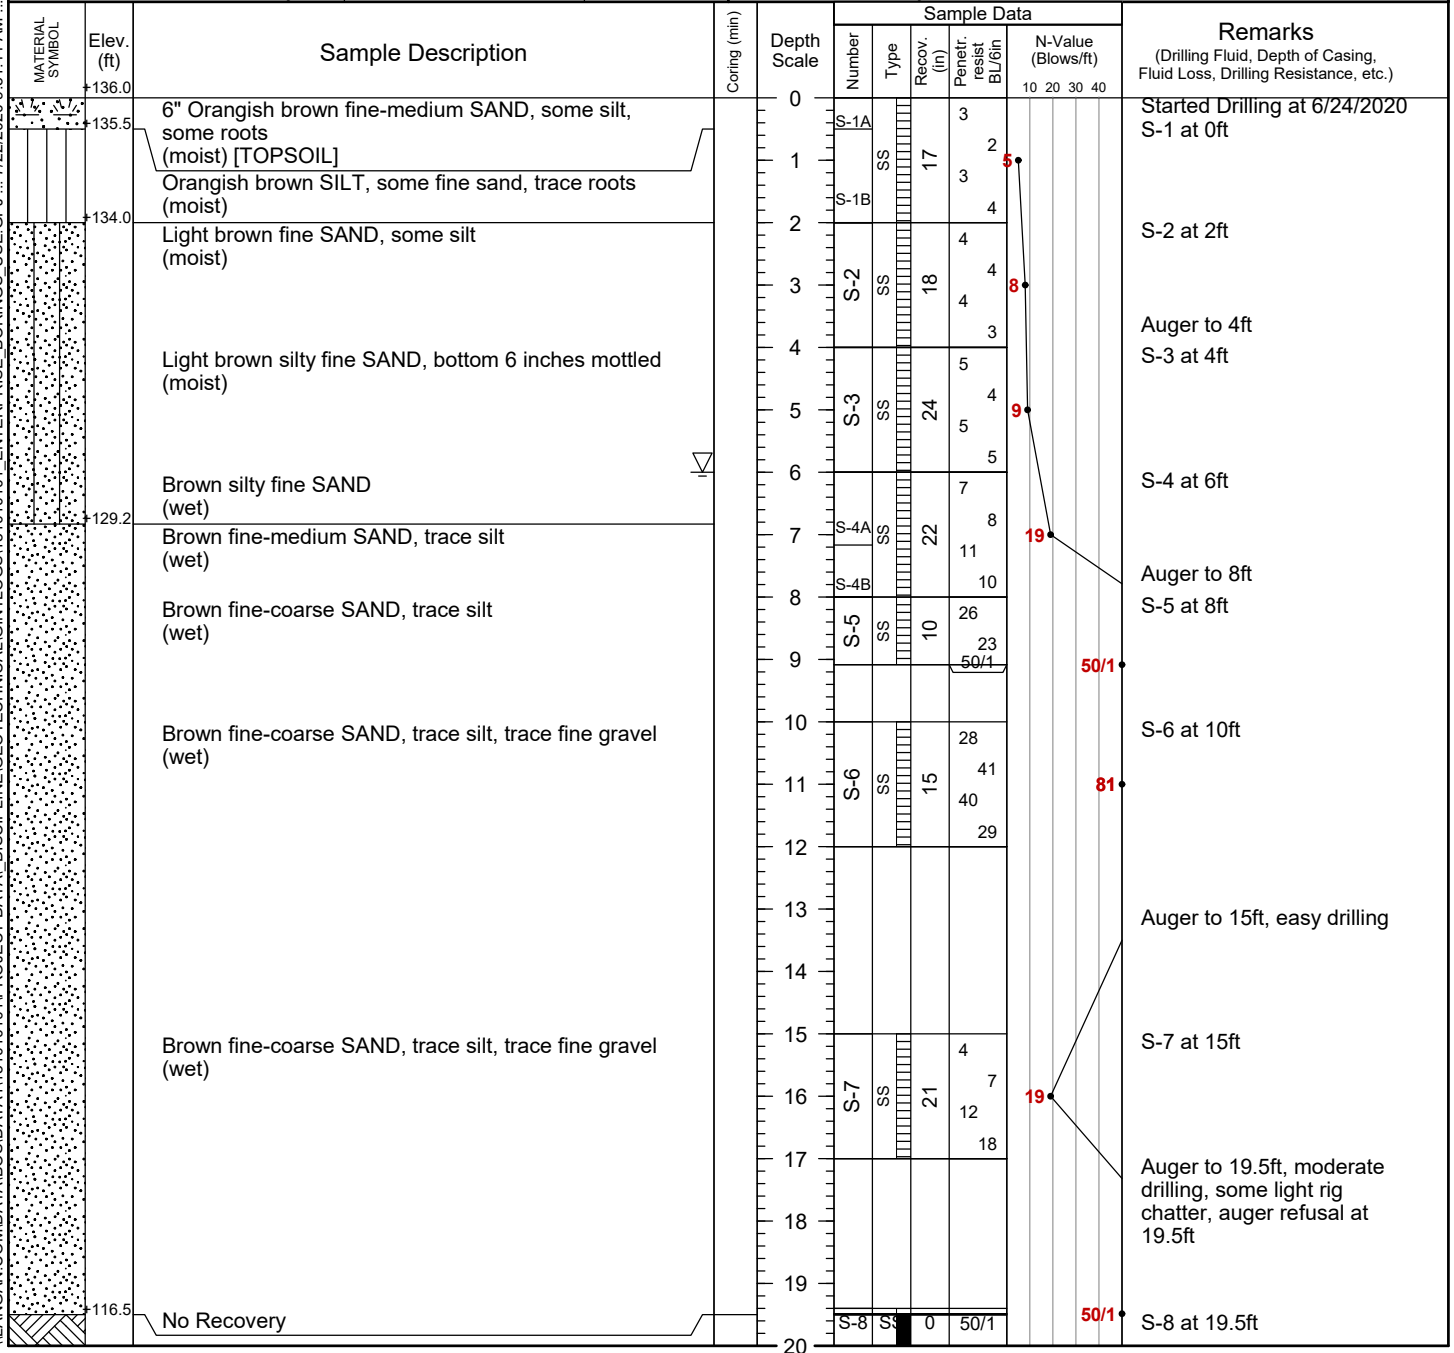 Sample Data
MATERIAL SYMBOL
Elev. (ft)
Sample Description
Coring (min)
Depth Scale
Number
Type
Recov. (in)
Penetr. resist BL/6in
N-Value (Blows/ft)
10 20 30 40
Remarks
(Drilling Fluid, Depth of Casing,
Fluid Loss, Drilling Resistance, etc.)
+136.0
0
Started Drilling at 6/24/2020
6" Orangish brown fine-medium SAND, some silt,
some roots
(moist) [TOPSOIL]
+135.5
S-1A
SS
17
3
2
3
4
5
S-1 at 0ft
1
Orangish brown SILT, some fine sand, trace roots
(moist)
S-1B
+134.0
2
Light brown fine SAND, some silt
(moist)
S-2
SS
18
4
4
4
3
8
S-2 at 2ft
3
Auger to 4ft
4
Light brown silty fine SAND, bottom 6 inches mottled
(moist)
S-3
SS
24
5
4
5
5
9
S-3 at 4ft
5
6
Brown silty fine SAND
(wet)
S-4A
SS
22
7
8
11
10
19
S-4 at 6ft
+129.2
7
Brown fine-medium SAND, trace silt
(wet)
S-4B
Auger to 8ft
8
Brown fine-coarse SAND, trace silt
(wet)
S-5
SS
10
26
23
50/1
50/1
S-5 at 8ft
9
10
Brown fine-coarse SAND, trace silt, trace fine gravel
(wet)
S-6
SS
15
28
41
40
29
81
S-6 at 10ft
11
12
13
Auger to 15ft, easy drilling
14
15
Brown fine-coarse SAND, trace silt, trace fine gravel
(wet)
S-7
SS
21
4
7
12
18
19
S-7 at 15ft
16
17
Auger to 19.5ft, moderate
drilling, some light rig
chatter, auger refusal at
19.5ft
18
19
+116.5
No Recovery
S-8
SS
0
50/1
50/1
S-8 at 19.5ft
20